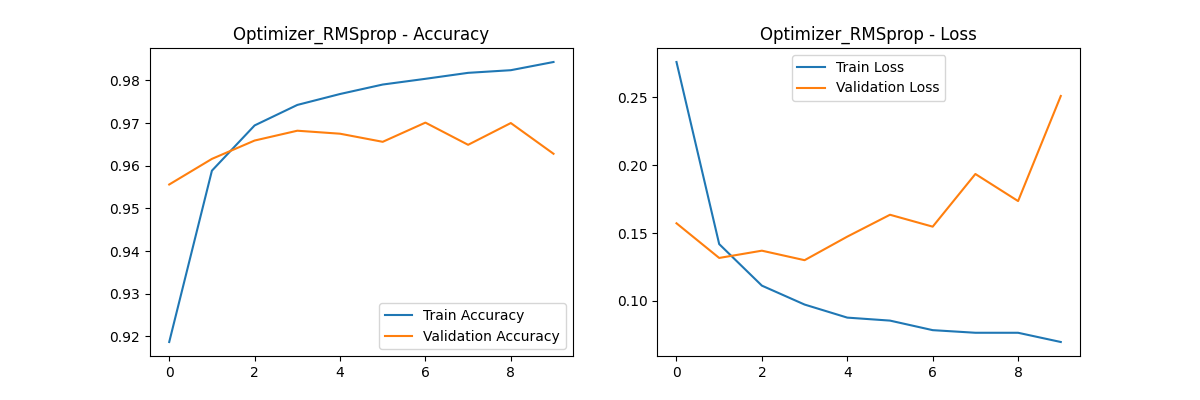 Optimizer_RMSprop - Accuracy
0.98
0.97
0.96
0.95
0.94
0.93
0.92
0 2 4 6 8
Train Accuracy
Validation Accuracy
Optimizer_RMSprop - Loss
Train Loss
Validation Loss
0.25
0.20
0.15
0.10
0 2 4 6 8